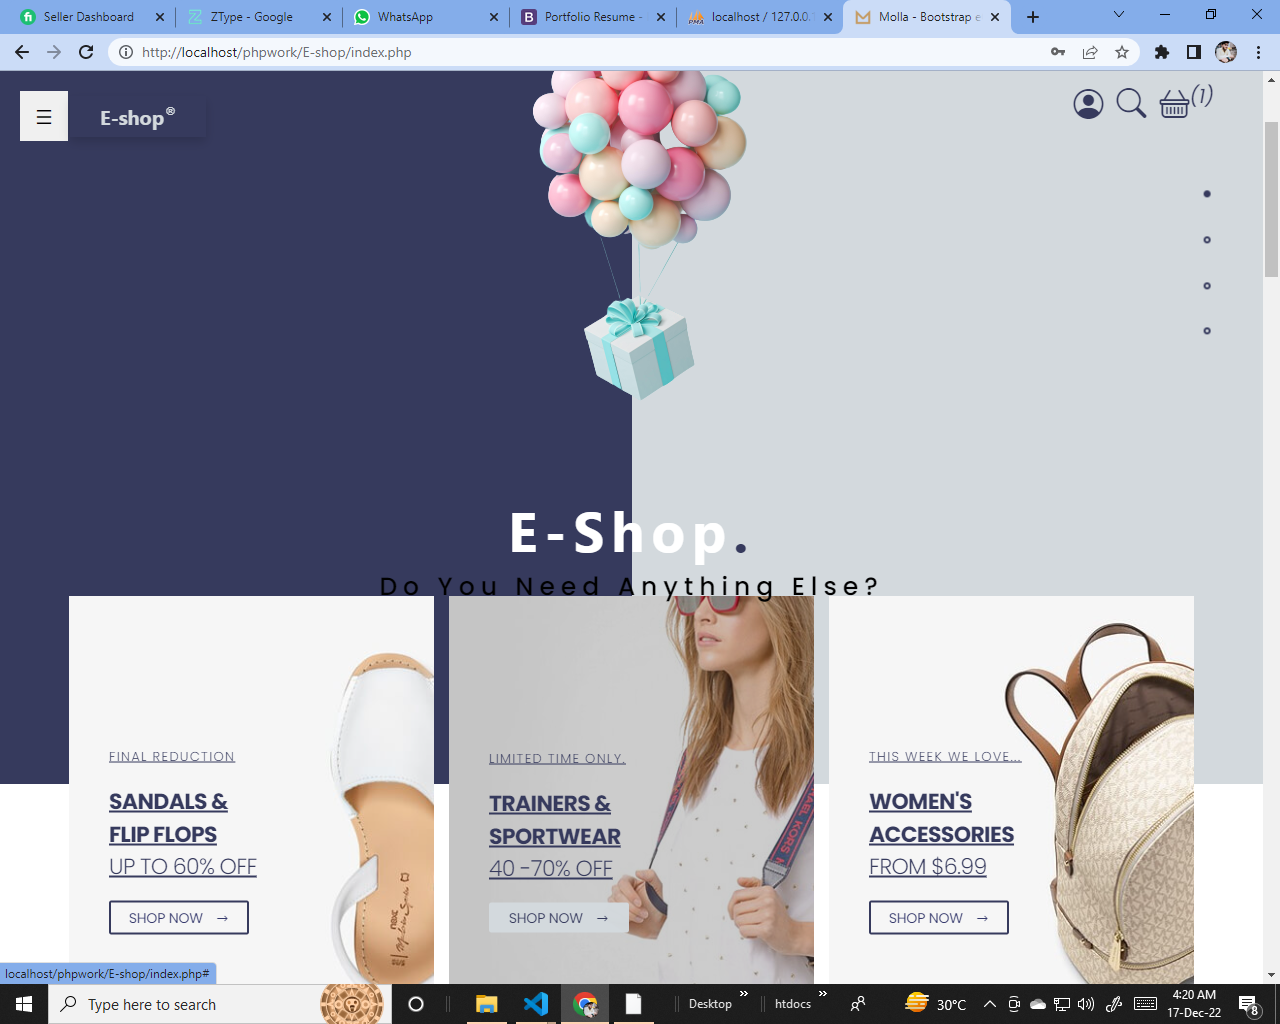 Seller Dashboard
ZType - Google
WhatsApp
Portfolio Resume -
localhost / 127.0.0.
Molla - Bootstrap e
http://localhost/phpwork/E-shop/index.php
E-shop®
(1)
E-Shop.
Do You Need Anything Else?
FINAL REDUCTION
SANDALS &
FLIP FLOPS
UP TO 60% OFF
SHOP NOW →
LIMITED TIME ONLY.
TRAINERS &
SPORTWEAR
40 -70% OFF
SHOP NOW →
THIS WEEK WE LOVE...
WOMEN'S
ACCESSORIES
FROM $6.99
SHOP NOW →
localhost/phpwork/E-shop/index.php#
Type here to search
Desktop
htdocs
30°C
4:20 AM
17-Dec-22
8